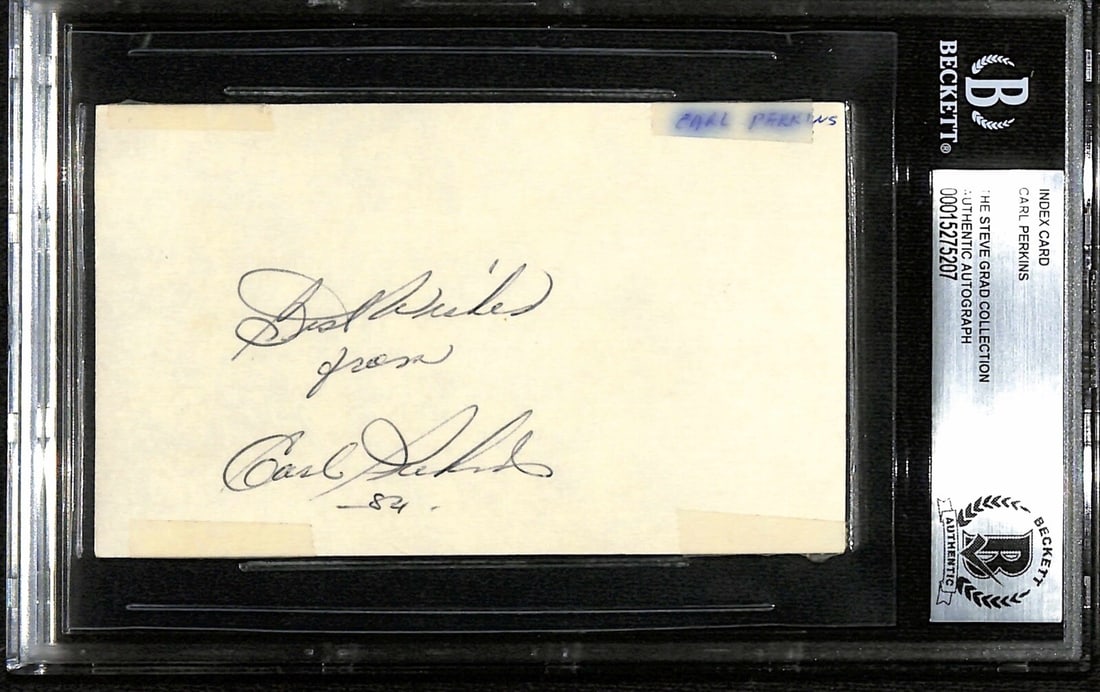 CARL PERKINS
Best Wishes
from
Carl Perkins
-84.
BECKETT®
B
INDEX CARD
CARL PERKINS
THE STEVE GRAD COLLECTION
AUTHENTIC AUTOGRAPH
00015275207
BECKETT
B
AUTHENTIC